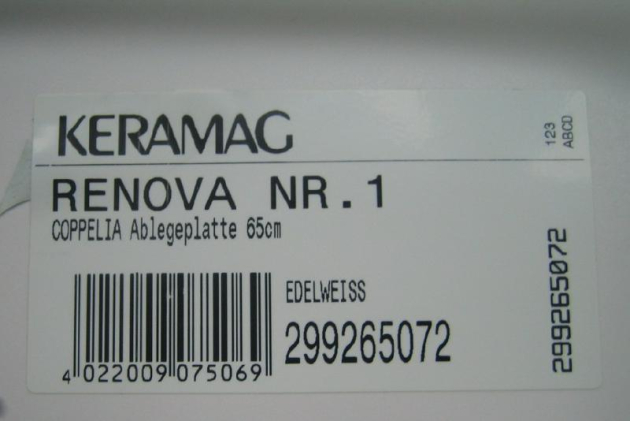 KERAMAG
123
ABCD
RENOVA NR.1
COPPELIA Ablegeplatte 65cm
EDELWEISS
299265072
4 022009 075069
299265072